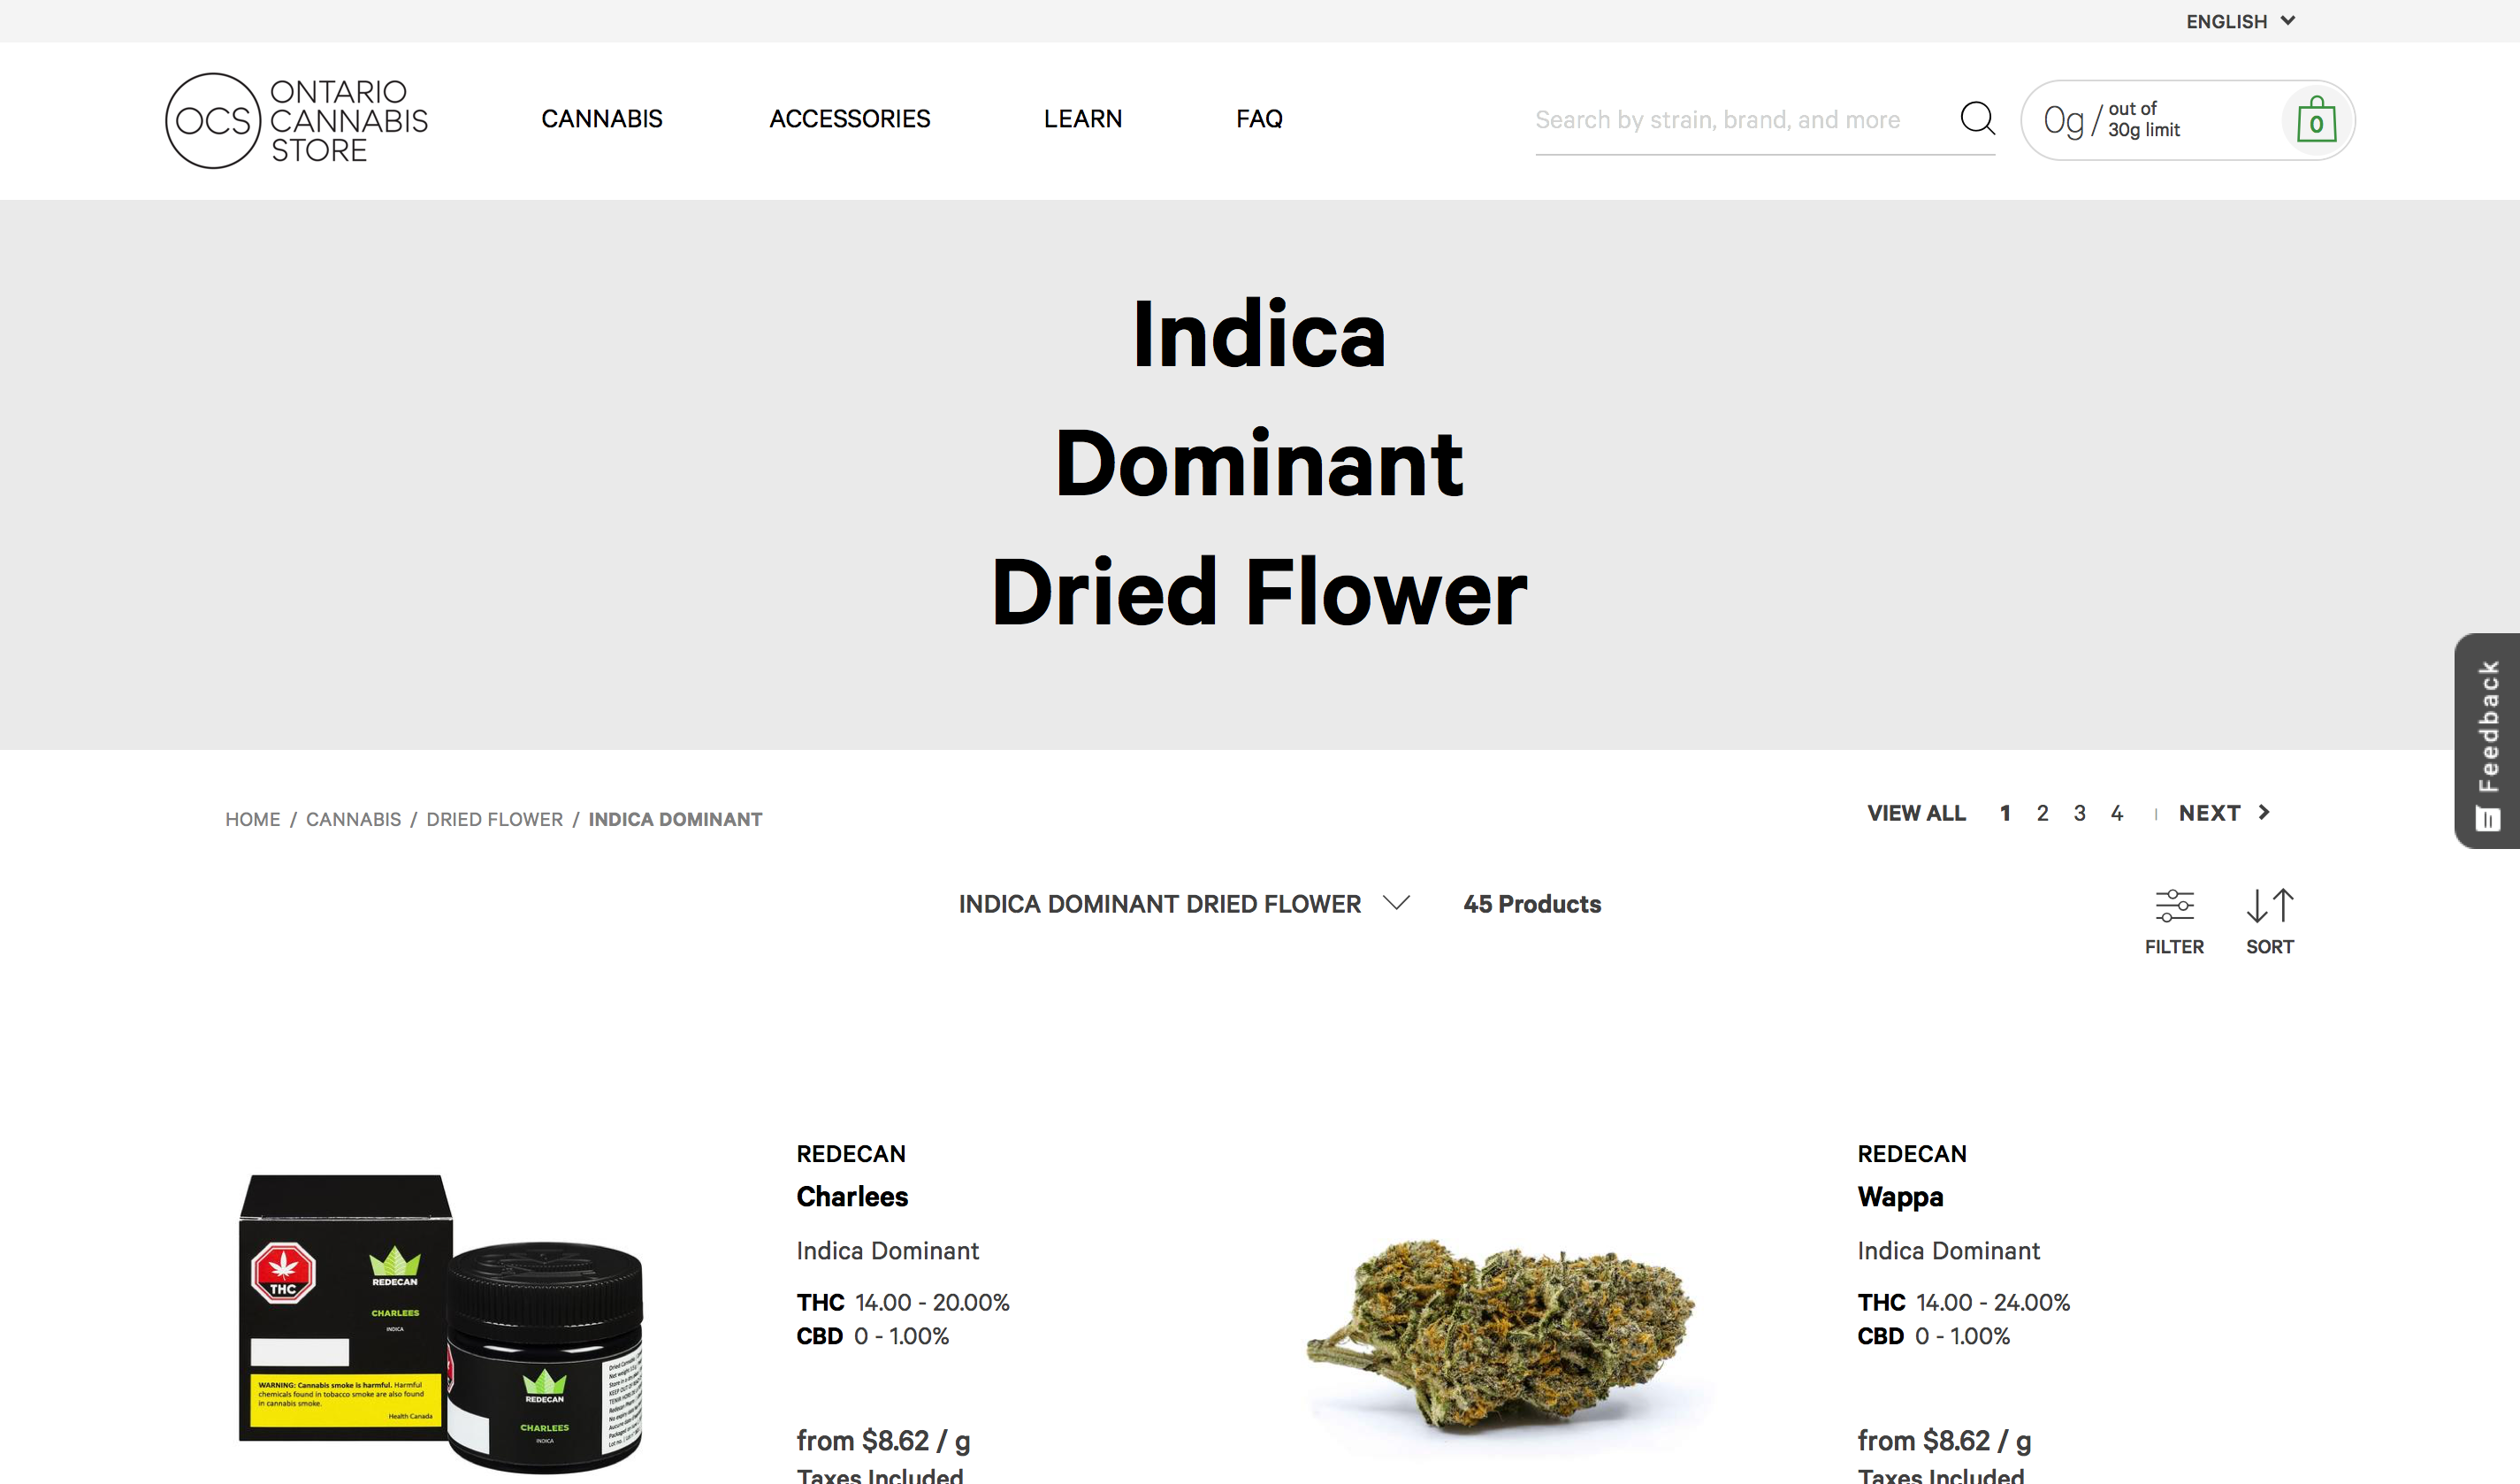 ENGLISH
OCS
ONTARIO
CANNABIS
STORE
CANNABIS
ACCESSORIES
LEARN
FAQ
Search by strain, brand, and more
0g / out of
30g limit
0
Indica
Dominant
Dried Flower
Feedback
HOME / CANNABIS / DRIED FLOWER / INDICA DOMINANT
VIEW ALL 1 2 3 4 | NEXT
INDICA DOMINANT DRIED FLOWER
45 Products
FILTER
SORT
THC
REDECAN
CHARLEES
INDICA
WARNING: Cannabis smoke is harmful. Harmful
chemicals found in tobacco smoke are also found
in cannabis smoke.
Health Canada
REDECAN
CHARLEES
INDICA
REDECAN
Charlees
Indica Dominant
THC 14.00 - 20.00%
CBD 0 - 1.00%
from $8.62 / g
Taxes Included
REDECAN
Wappa
Indica Dominant
THC 14.00 - 24.00%
CBD 0 - 1.00%
from $8.62 / g
Taxes Included